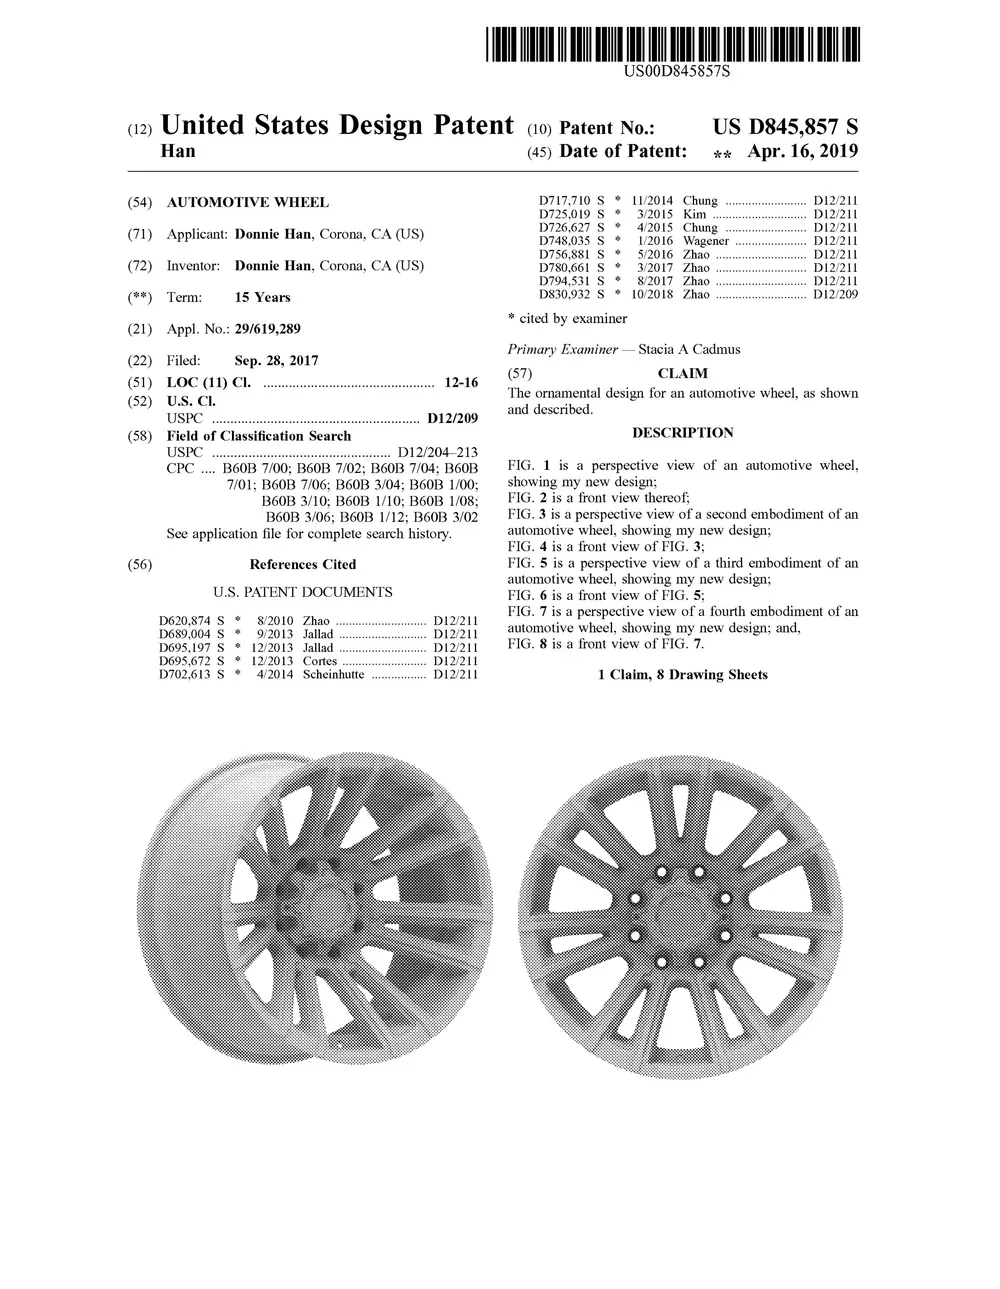 US00D845857S
(12) United States Design Patent
Han
(10) Patent No.: US D845,857 S
(45) Date of Patent: ** Apr. 16, 2019
(54) AUTOMOTIVE WHEEL
(71) Applicant: Donnie Han, Corona, CA (US)
(72) Inventor: Donnie Han, Corona, CA (US)
(**) Term: 15 Years
(21) Appl. No.: 29/619,289
(22) Filed: Sep. 28, 2017
(51) LOC (11) Cl. ............................................... 12-16
(52) U.S. Cl.
USPC ......................................................... D12/209
(58) Field of Classification Search
USPC ................................................. D12/204–213
CPC .... B60B 7/00; B60B 7/02; B60B 7/04; B60B
7/01; B60B 7/06; B60B 3/04; B60B 1/00;
B60B 3/10; B60B 1/10; B60B 1/08;
B60B 3/06; B60B 1/12; B60B 3/02
See application file for complete search history.
(56) References Cited
U.S. PATENT DOCUMENTS
D620,874 S * 8/2010 Zhao ............................ D12/211
D689,004 S * 9/2013 Jallad ........................... D12/211
D695,197 S * 12/2013 Jallad ........................... D12/211
D695,672 S * 12/2013 Cortes .......................... D12/211
D702,613 S * 4/2014 Scheinhutte ................. D12/211
D717,710 S * 11/2014 Chung ......................... D12/211
D725,019 S * 3/2015 Kim ............................. D12/211
D726,627 S * 4/2015 Chung ......................... D12/211
D748,035 S * 1/2016 Wagener ...................... D12/211
D756,881 S * 5/2016 Zhao ............................ D12/211
D780,661 S * 3/2017 Zhao ............................ D12/211
D794,531 S * 8/2017 Zhao ............................ D12/211
D830,932 S * 10/2018 Zhao ............................ D12/209
* cited by examiner
Primary Examiner — Stacia A Cadmus
(57) CLAIM
The ornamental design for an automotive wheel, as shown
and described.
DESCRIPTION
FIG. 1 is a perspective view of an automotive wheel,
showing my new design;
FIG. 2 is a front view thereof;
FIG. 3 is a perspective view of a second embodiment of an
automotive wheel, showing my new design;
FIG. 4 is a front view of FIG. 3;
FIG. 5 is a perspective view of a third embodiment of an
automotive wheel, showing my new design;
FIG. 6 is a front view of FIG. 5;
FIG. 7 is a perspective view of a fourth embodiment of an
automotive wheel, showing my new design; and,
FIG. 8 is a front view of FIG. 7.
1 Claim, 8 Drawing Sheets